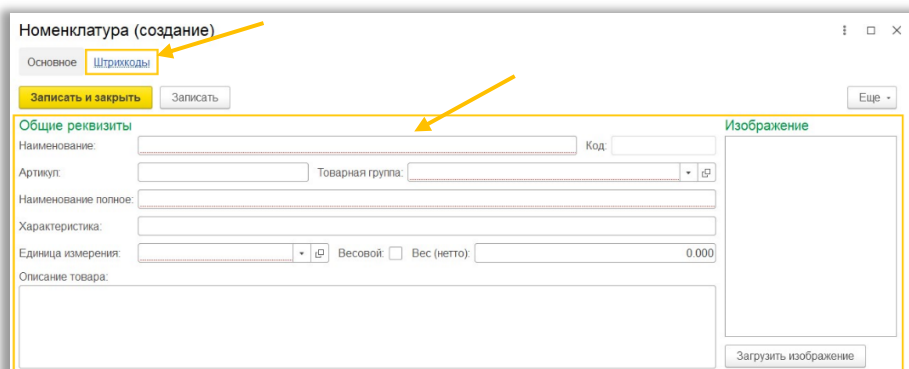 Номенклатура (создание)
Основное Штрихкоды
Записать и закрыть Записать Еще
Общие реквизиты Изображение
Наименование: Код:
Артикул: Товарная группа:
Наименование полное:
Характеристика:
Единица измерения: Весовой: Вес (нетто): 0.000
Описание товара:
Загрузить изображение